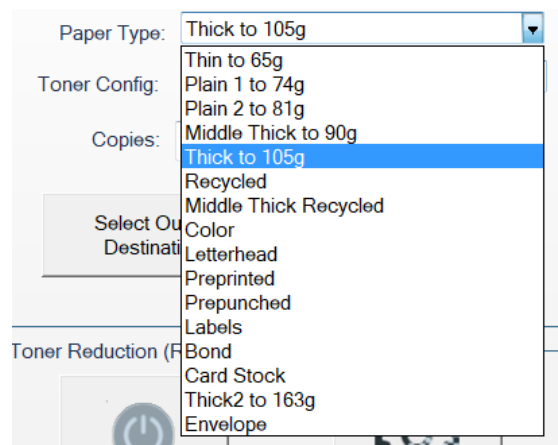 Paper Type: Thick to 105g
Thin to 65g
Toner Config: Plain 1 to 74g
Plain 2 to 81g
Copies: Middle Thick to 90g
Thick to 105g
Recycled
Middle Thick Recycled
Select Ou Color
Destinati Letterhead
Preprinted
Prepunched
Labels
Toner Reduction (R Bond
Card Stock
Thick2 to 163g
Envelope